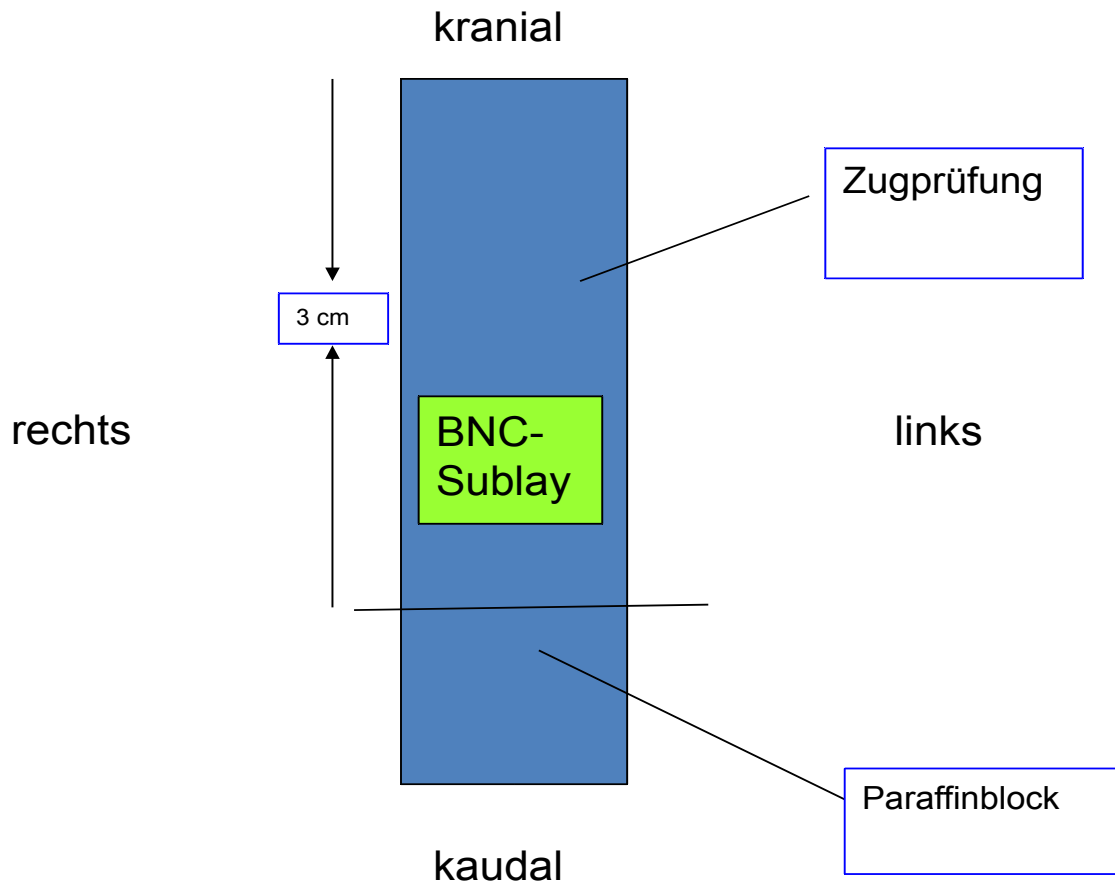 kranial
Zugprüfung
3 cm
rechts
BNC-
Sublay
links
Paraffinblock
kaudal